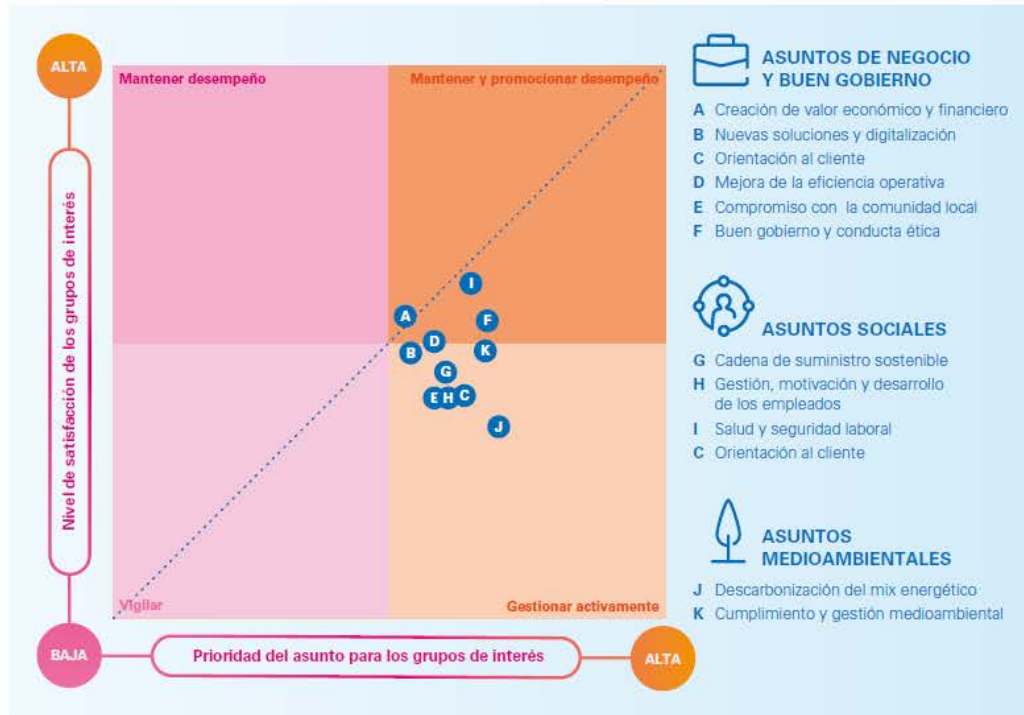 ALTA
Mantener desempeño
Mantener y promocionar desempeño
Nivel de satisfacción de los grupos de interés
I
A
F
D
B
K
G
E
H
C
J
Vigilar
Gestionar activamente
BAJA
Prioridad del asunto para los grupos de interés
ALTA
ASUNTOS DE NEGOCIO
Y BUEN GOBIERNO
A Creación de valor económico y financiero
B Nuevas soluciones y digitalización
C Orientación al cliente
D Mejora de la eficiencia operativa
E Compromiso con la comunidad local
F Buen gobierno y conducta ética
ASUNTOS SOCIALES
G Cadena de suministro sostenible
H Gestión, motivación y desarrollo
de los empleados
I Salud y seguridad laboral
C Orientación al cliente
ASUNTOS
MEDIOAMBIENTALES
J Descarbonización del mix energético
K Cumplimiento y gestión medioambiental